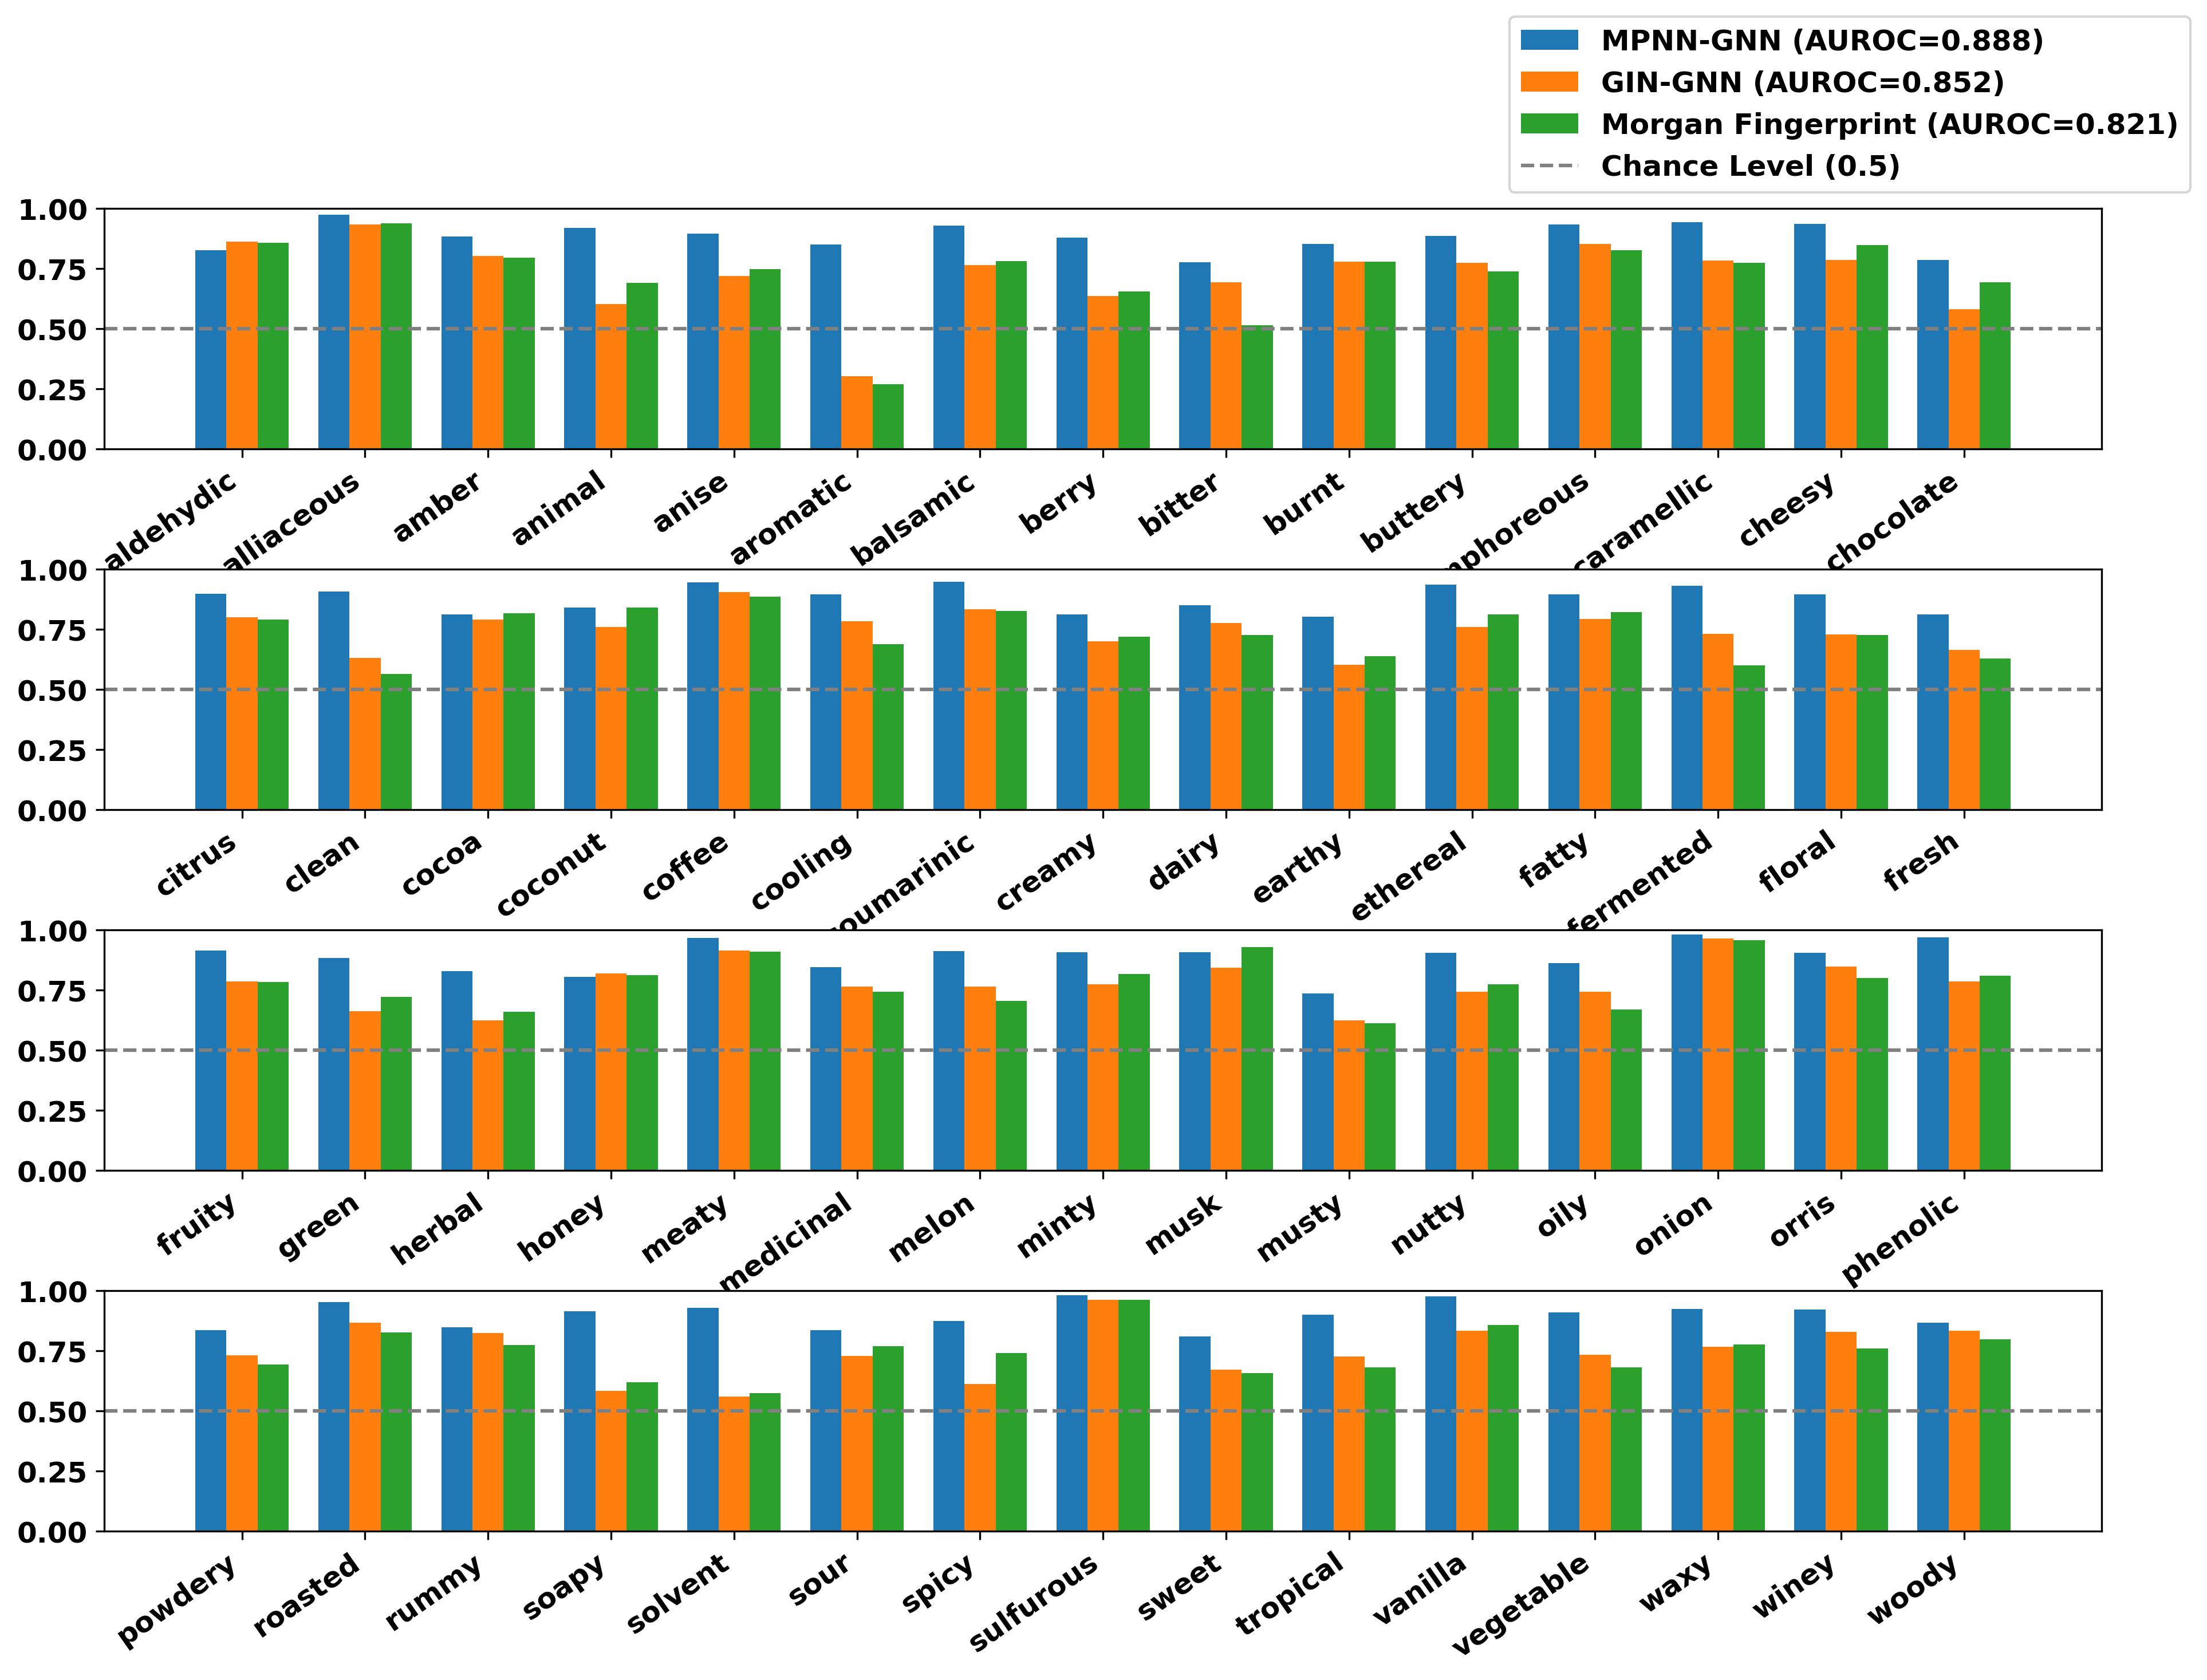 MPNN-GNN (AUROC=0.888)
GIN-GNN (AUROC=0.852)
Morgan Fingerprint (AUROC=0.821)
Chance Level (0.5)
1.00
0.75
0.50
0.25
0.00
aldehydic alliaceous amber animal anise aromatic balsamic berry bitter burnt buttery mphoreous caramellic cheesy chocolate
1.00
0.75
0.50
0.25
0.00
citrus clean cocoa coconut coffee cooling oumarinic creamy dairy earthy ethereal fatty fermented floral fresh
1.00
0.75
0.50
0.25
0.00
fruity green herbal honey meaty medicinal melon minty musk musty nutty oily onion orris phenolic
1.00
0.75
0.50
0.25
0.00
powdery roasted rummy soapy solvent sour spicy sulfurous sweet tropical vanilla vegetable waxy winey woody